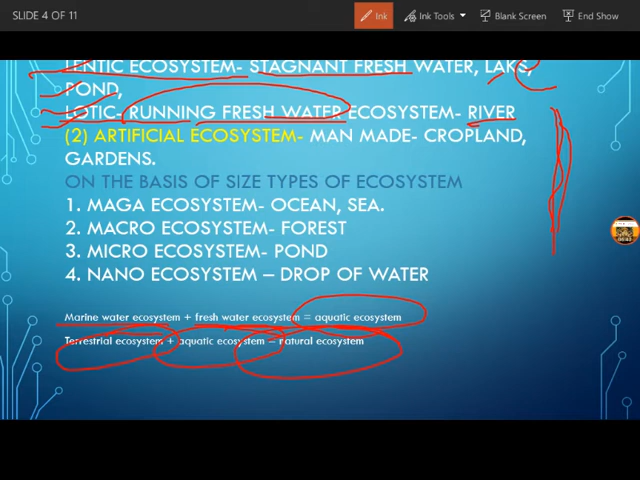 SLIDE 4 OF 11
Ink Ink Tools Blank Screen End Show
LENTIC ECOSYSTEM- STAGNANT FRESH WATER, LAKS,
POND,
LOTIC- RUNNING FRESH WATER ECOSYSTEM- RIVER
(2) ARTIFICIAL ECOSYSTEM- MAN MADE- CROPLAND,
GARDENS.
ON THE BASIS OF SIZE TYPES OF ECOSYSTEM
1. MAGA ECOSYSTEM- OCEAN, SEA.
2. MACRO ECOSYSTEM- FOREST
3. MICRO ECOSYSTEM- POND
4. NANO ECOSYSTEM – DROP OF WATER
Marine water ecosystem + fresh water ecosystem = aquatic ecosystem
Terrestrial ecosystem + aquatic ecosystem = natural ecosystem